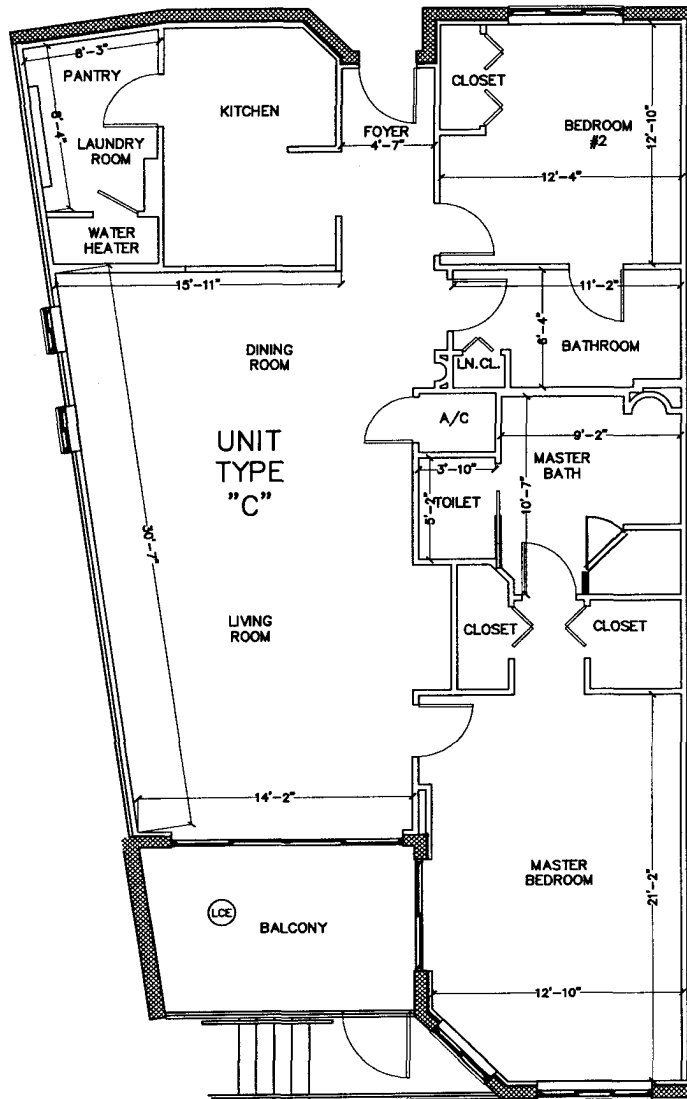 8'-3"
PANTRY
8'-4"
LAUNDRY
ROOM
WATER
HEATER
KITCHEN
FOYER
4'-7"
CLOSET
BEDROOM
#2
12'-10"
12'-4"
15'-11"
11'-2"
6'-4"
BATHROOM
LN.CL.
DINING
ROOM
A/C
UNIT
TYPE
"C"
9'-2"
MASTER
BATH
3'-10"
TOILET
5'-2"
10'-7"
30'-7"
LIVING
ROOM
CLOSET
CLOSET
14'-2"
MASTER
BEDROOM
21'-2"
LCE
BALCONY
12'-10"